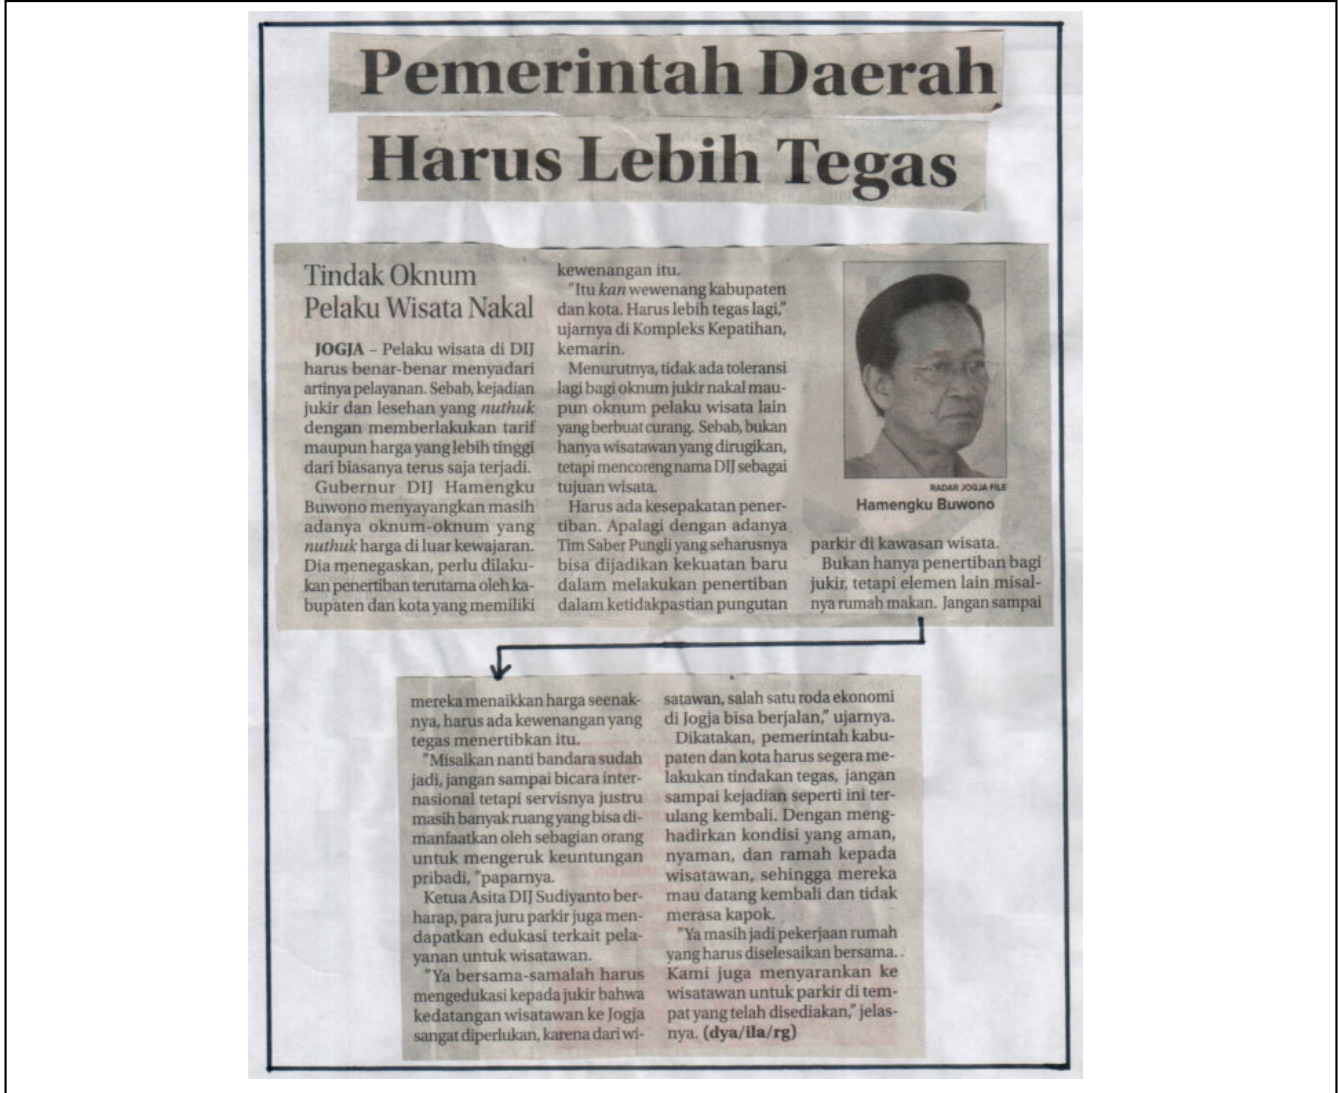 Pemerintah Daerah
Harus Lebih Tegas
Tindak Oknum
Pelaku Wisata Nakal
JOGJA – Pelaku wisata di DIJ
harus benar-benar menyadari
artinya pelayanan. Sebab, kejadian
jukir dan lesehan yang nuthuk
dengan memberlakukan tarif
maupun harga yang lebih tinggi
dari biasanya terus saja terjadi.
Gubernur DIJ Hamengku
Buwono menyayangkan masih
adanya oknum-oknum yang
nuthuk harga di luar kewajaran.
Dia menegaskan, perlu dilaku-
kan penertiban terutama oleh ka-
bupaten dan kota yang memiliki
kewenangan itu.
"Itu kan wewenang kabupaten
dan kota. Harus lebih tegas lagi,"
ujarnya di Kompleks Kepatihan,
kemarin.
Menurutnya, tidak ada toleransi
lagi bagi oknum jukir nakal mau-
pun oknum pelaku wisata lain
yang berbuat curang. Sebab, bukan
hanya wisatawan yang dirugikan,
tetapi mencoreng nama DIJ sebagai
tujuan wisata.
Harus ada kesepakatan pener-
tiban. Apalagi dengan adanya
Tim Saber Pungli yang seharusnya
bisa dijadikan kekuatan baru
dalam melakukan penertiban
dalam ketidakpastian pungutan
RADAR JOGJA FILE
Hamengku Buwono
parkir di kawasan wisata.
Bukan hanya penertiban bagi
jukir, tetapi elemen lain misal-
nya rumah makan. Jangan sampai
mereka menaikkan harga seenak-
nya, harus ada kewenangan yang
tegas menertibkan itu.
"Misalkan nanti bandara sudah
jadi, jangan sampai bicara inter-
nasional tetapi servisnya justru
masih banyak ruang yang bisa di-
manfaatkan oleh sebagian orang
untuk mengeruk keuntungan
pribadi, "paparnya.
Ketua Asita DIJ Sudiyanto ber-
harap, para juru parkir juga men-
dapatkan edukasi terkait pela-
yanan untuk wisatawan.
"Ya bersama-samalah harus
mengedukasi kepada jukir bahwa
kedatangan wisatawan ke Jogja
sangat diperlukan, karena dari wi-
satawan, salah satu roda ekonomi
di Jogja bisa berjalan," ujarnya.
Dikatakan, pemerintah kabu-
paten dan kota harus segera me-
lakukan tindakan tegas, jangan
sampai kejadian seperti ini ter-
ulang kembali. Dengan meng-
hadirkan kondisi yang aman,
nyaman, dan ramah kepada
wisatawan, sehingga mereka
mau datang kembali dan tidak
merasa kapok.
"Ya masih jadi pekerjaan rumah
yang harus diselesaikan bersama.
Kami juga menyarankan ke
wisatawan untuk parkir di tem-
pat yang telah disediakan," jelas-
nya. (dya/ila/rg)